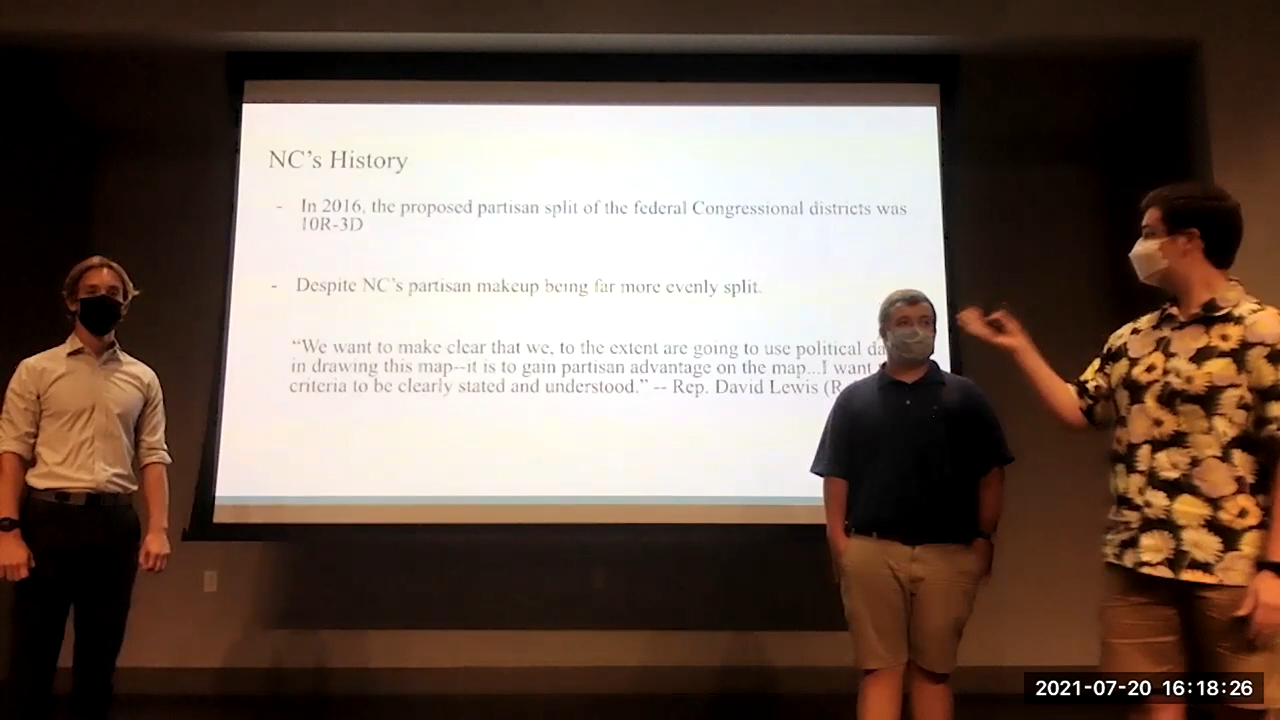 NC's History
- In 2016, the proposed partisan split of the federal Congressional districts was
10R-3D
- Despite NC's partisan makeup being far more evenly split.
“We want to make clear that we, to the extent are going to use political
in drawing this map--it is to gain partisan advantage on the map...I want
criteria to be clearly stated and understood.” -- Rep. David Lewis (R
2021-07-20 16:18:26